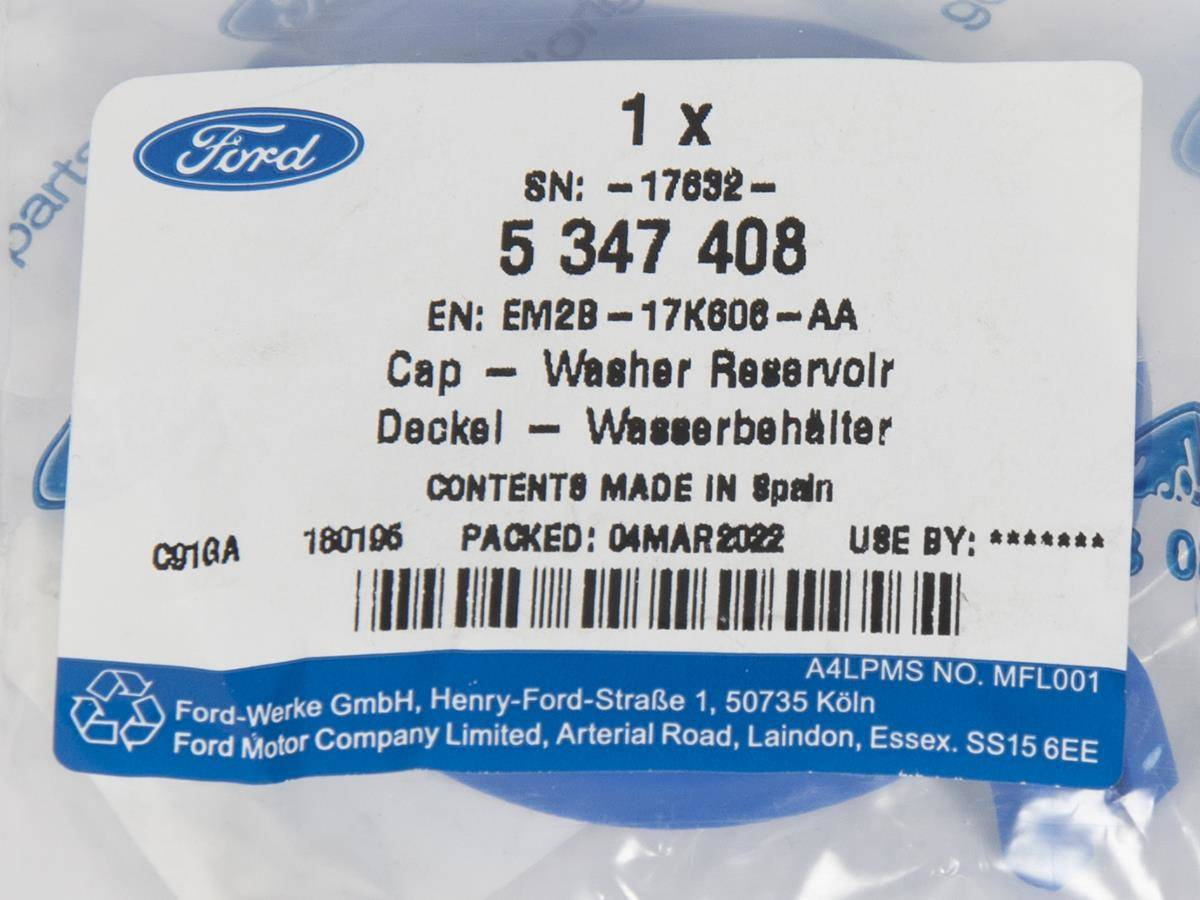 Ford
1 x
SN: -17632-
5 347 408
EN: EM2B-17K606-AA
Cap - Washer Reservoir
Deckel - Wasserbehälter
CONTENTS MADE IN Spain
C91GA 180195 PACKED: 04MAR2022 USE BY: *******
A4LPMS NO. MFL001
Ford-Werke GmbH, Henry-Ford-Straße 1, 50735 Köln
Ford Motor Company Limited, Arterial Road, Laindon, Essex. SS15 6EE
parts